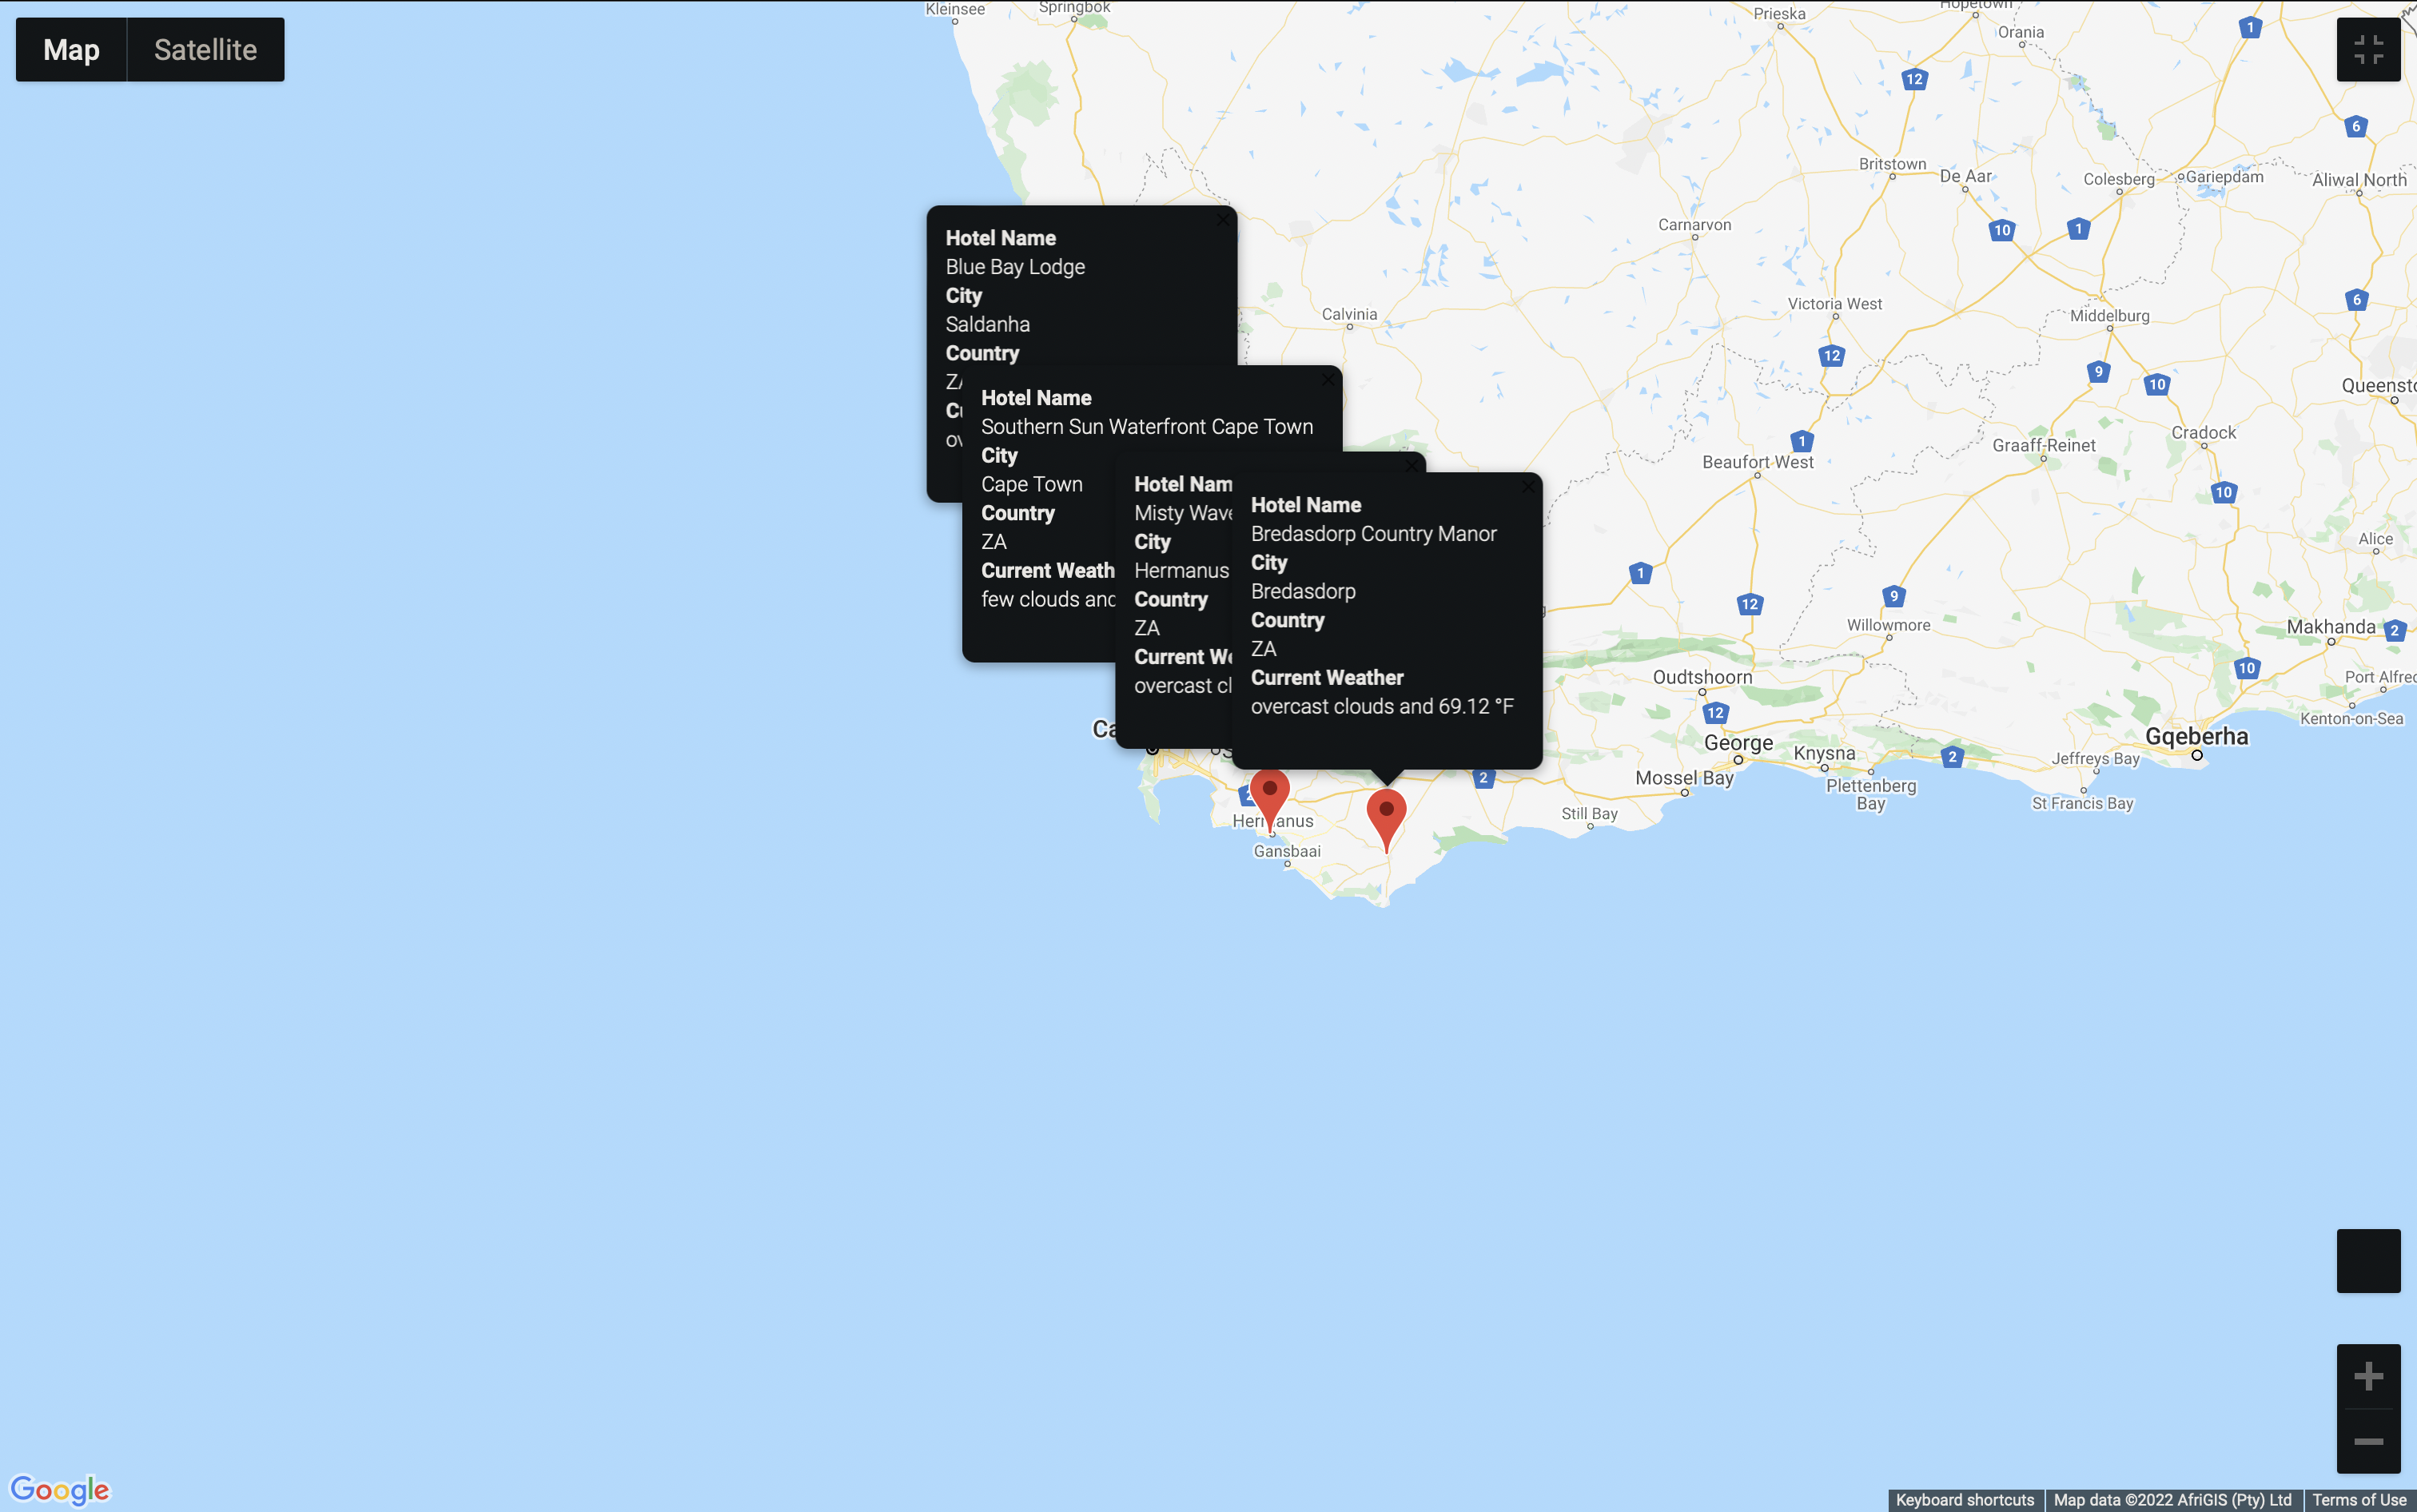 Map
Satellite
Kleinsee
Springbok
Prieska
Hopetown
Orania
1
12
6
Britstown
De Aar
Colesberg
Gariepdam
Aliwal North
Carnarvon
10
1
Calvinia
Victoria West
Middelburg
6
12
9
10
Cradock
Graaff-Reinet
1
Beaufort West
10
Alice
1
12
9
Willowmore
Makhanda
2
10
Oudtshoorn
12
George
Knysna
2
Gqeberha
Jeffreys Bay
Kenton-on-Sea
Mossel Bay
Plettenberg
Bay
St Francis Bay
Still Bay
2
2
Hermanus
Gansbaai
Hotel Name
Blue Bay Lodge
City
Saldanha
Country
Hotel Name
Southern Sun Waterfront Cape Town
City
Cape Town
Country
ZA
Current Weath
few clouds and
Hotel Nam
Misty Wave
City
Hermanus
Country
ZA
Current We
overcast cl
Hotel Name
Bredasdorp Country Manor
City
Bredasdorp
Country
ZA
Current Weather
overcast clouds and 69.12 °F
Google
Keyboard shortcuts
Map data ©2022 AfriGIS (Pty) Ltd
Terms of Use